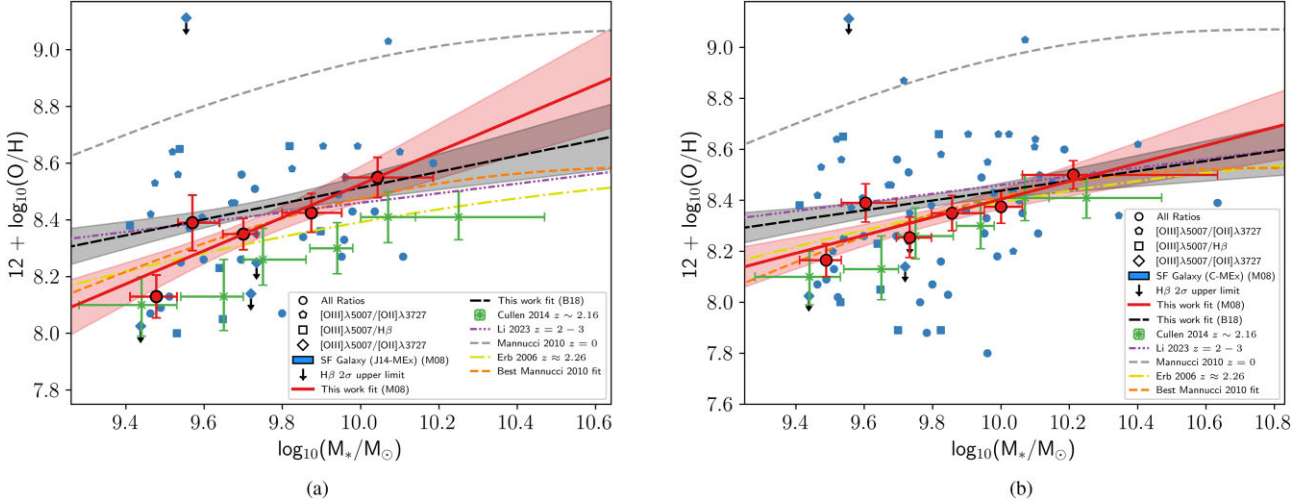 12 + log₁₀(O/H)
9.0
8.8
8.6
8.4
8.2
8.0
7.8
All Ratios
[OIII]λ5007/[OII]λ3727
[OIII]λ5007/Hβ
[OIII]λ5007/[OII]λ3727
SF Galaxy (J14-MEx) (M08)
Hβ 2σ upper limit
This work fit (M08)
This work fit (B18)
Cullen 2014 z ∼ 2.16
Li 2023 z = 2 − 3
Mannucci 2010 z = 0
Erb 2006 z ≈ 2.26
Best Mannucci 2010 fit
9.4 9.6 9.8 10.0 10.2 10.4 10.6
log₁₀(M*/M⊙)
(a)
12 + log₁₀(O/H)
9.0
8.8
8.6
8.4
8.2
8.0
7.8
7.6
All Ratios
[OIII]λ5007/[OII]λ3727
[OIII]λ5007/Hβ
[OIII]λ5007/[OII]λ3727
SF Galaxy (C-MEx) (M08)
Hβ 2σ upper limit
This work fit (M08)
This work fit (B18)
Cullen 2014 z ∼ 2.16
Li 2023 z = 2 − 3
Mannucci 2010 z = 0
Erb 2006 z ≈ 2.26
Best Mannucci 2010 fit
9.4 9.6 9.8 10.0 10.2 10.4 10.6 10.8
log₁₀(M*/M⊙)
(b)